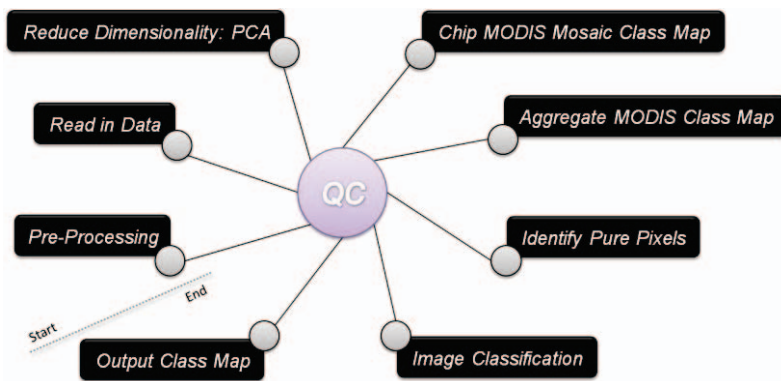 Reduce Dimensionality: PCA
Chip MODIS Mosaic Class Map
Read in Data
Aggregate MODIS Class Map
QC
Pre-Processing
Identify Pure Pixels
End
Start
Output Class Map
Image Classification